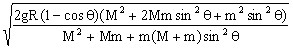 √(2gR(1 − cos θ)(M² + 2Mm sin² θ + m² sin² θ) / (M² + Mm + m(M + m) sin² θ))